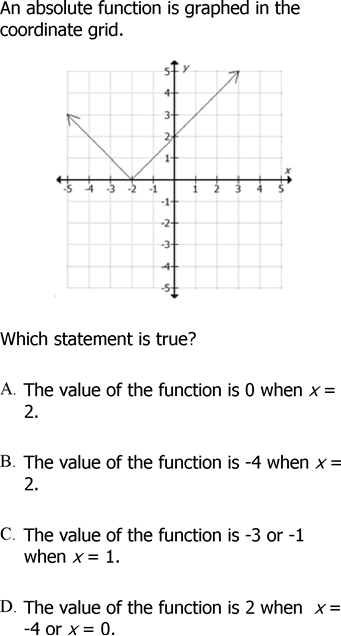 An absolute function is graphed in the
coordinate grid.
5 y
4
3
2
1
x
-5 -4 -3 -2 -1 1 2 3 4 5
-1
-2
-3
-4
-5
Which statement is true?
A. The value of the function is 0 when x =
2.
B. The value of the function is -4 when x =
2.
C. The value of the function is -3 or -1
when x = 1.
D. The value of the function is 2 when x =
-4 or x = 0.